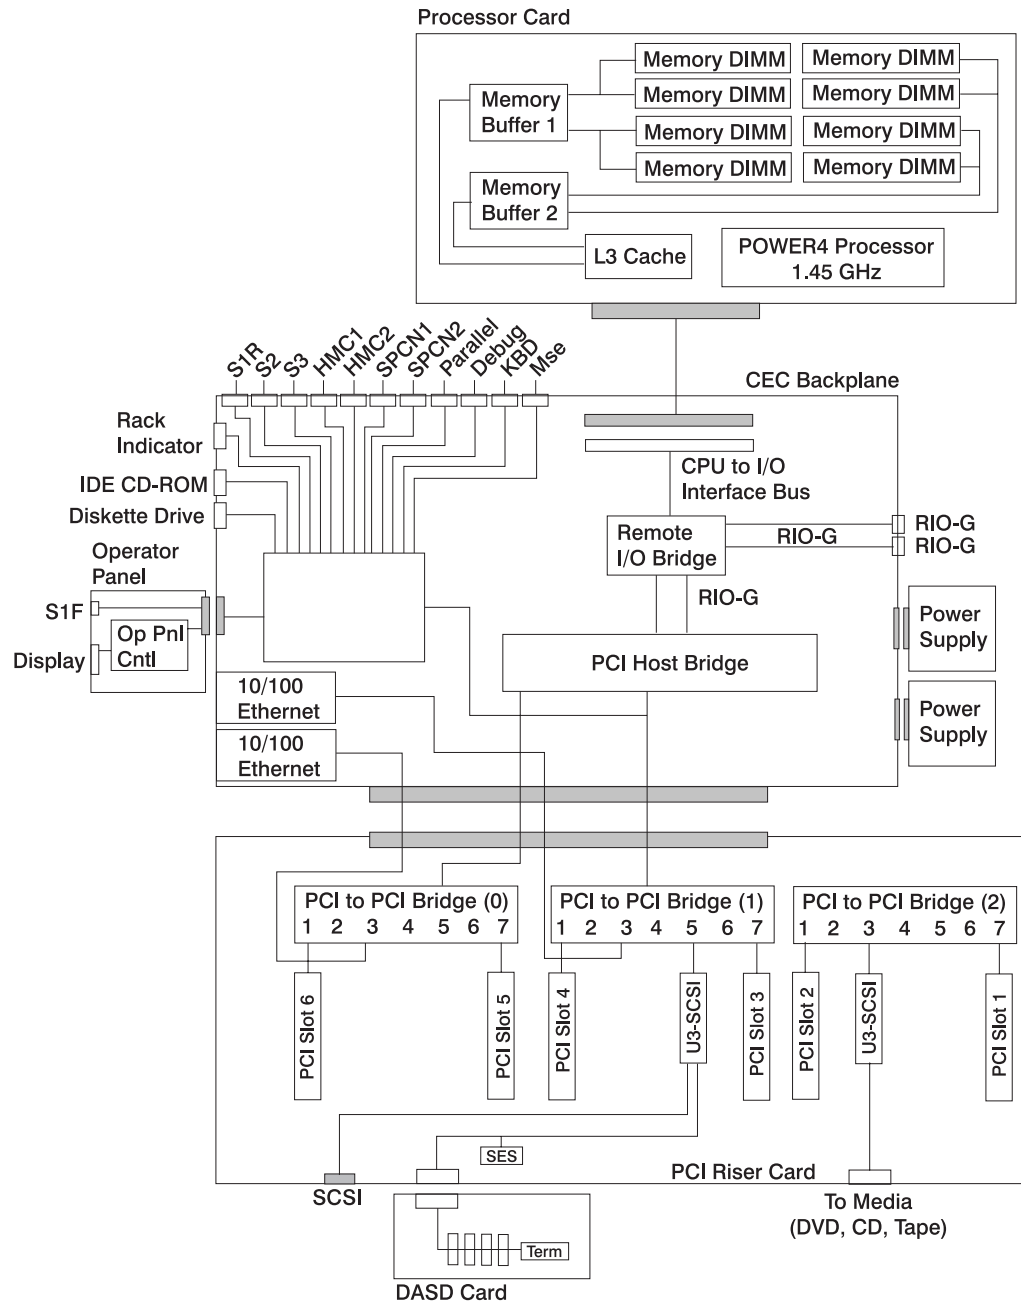 Processor Card
Memory DIMM
Memory DIMM
Memory DIMM
Memory DIMM
Memory
Buffer 1
Memory DIMM
Memory DIMM
Memory DIMM
Memory DIMM
Memory
Buffer 2
L3 Cache
POWER4 Processor
1.45 GHz
S1R
S2
S3
HMC1
HMC2
SPCN1
SPCN2
Parallel
Debug
KBD
Mse
CEC Backplane
Rack
Indicator
IDE CD-ROM
Diskette Drive
Operator
Panel
S1F
Op Pnl
Cntl
Display
CPU to I/O
Interface Bus
Remote
I/O Bridge
RIO-G
RIO-G
RIO-G
RIO-G
Power
Supply
PCI Host Bridge
10/100
Ethernet
Power
Supply
10/100
Ethernet
PCI to PCI Bridge (0)
1 2 3 4 5 6 7
PCI to PCI Bridge (1)
1 2 3 4 5 6 7
PCI to PCI Bridge (2)
1 2 3 4 5 6 7
PCI Slot 6
PCI Slot 5
PCI Slot 4
U3-SCSI
PCI Slot 3
PCI Slot 2
U3-SCSI
PCI Slot 1
SES
PCI Riser Card
SCSI
To Media
(DVD, CD, Tape)
Term
DASD Card